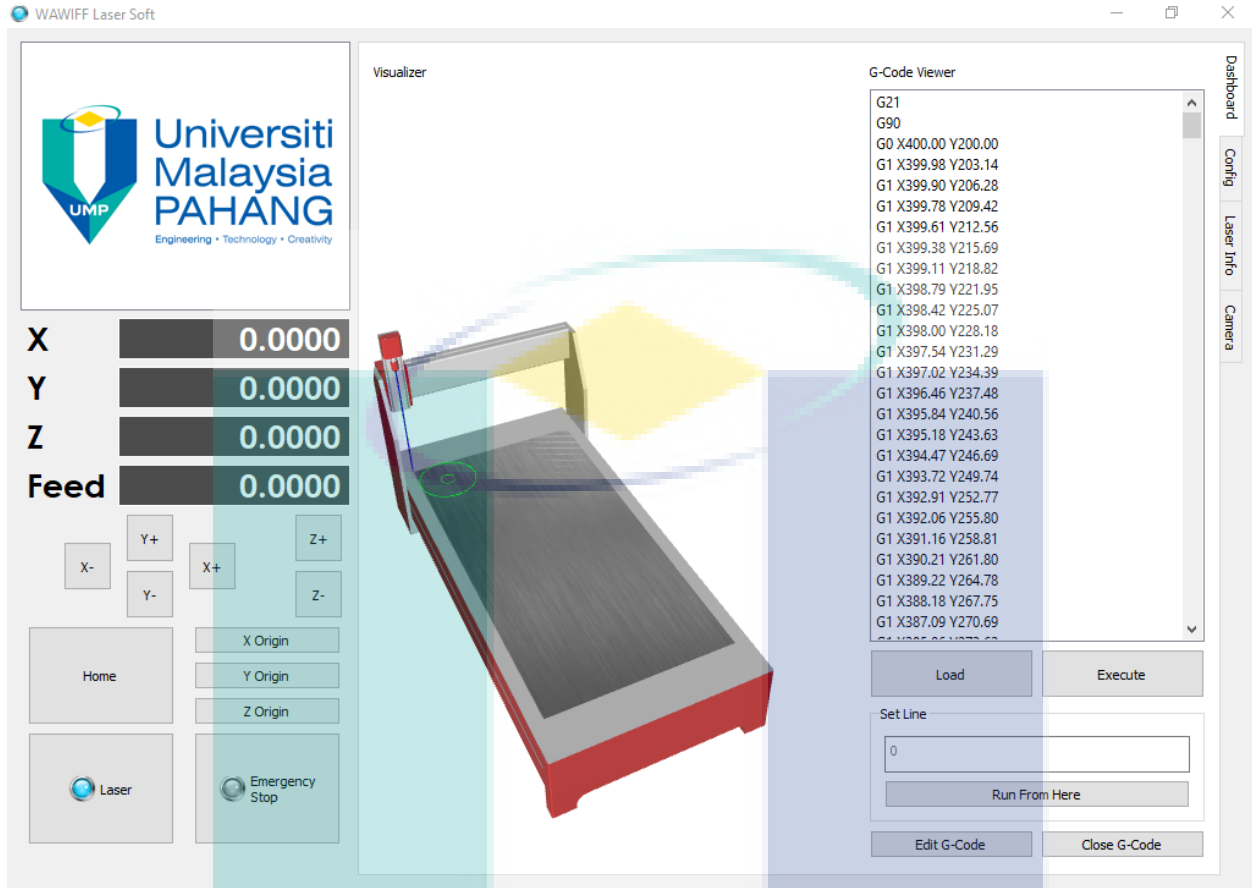 WAWIFF Laser Soft
Universiti
Malaysia
PAHANG
Engineering • Technology • Creativity
UMP
X 0.0000
Y 0.0000
Z 0.0000
Feed 0.0000
Y+
Z+
X-
X+
Y-
Z-
Home
X Origin
Y Origin
Z Origin
Laser
Emergency
Stop
Visualizer
G-Code Viewer
G21
G90
G0 X400.00 Y200.00
G1 X399.98 Y203.14
G1 X399.90 Y206.28
G1 X399.78 Y209.42
G1 X399.61 Y212.56
G1 X399.38 Y215.69
G1 X399.11 Y218.82
G1 X398.79 Y221.95
G1 X398.42 Y225.07
G1 X398.00 Y228.18
G1 X397.54 Y231.29
G1 X397.02 Y234.39
G1 X396.46 Y237.48
G1 X395.84 Y240.56
G1 X395.18 Y243.63
G1 X394.47 Y246.69
G1 X393.72 Y249.74
G1 X392.91 Y252.77
G1 X392.06 Y255.80
G1 X391.16 Y258.81
G1 X390.21 Y261.80
G1 X389.22 Y264.78
G1 X388.18 Y267.75
G1 X387.09 Y270.69
Load
Execute
Set Line
0
Run From Here
Edit G-Code
Close G-Code
Dashboard
Config
Laser Info
Camera